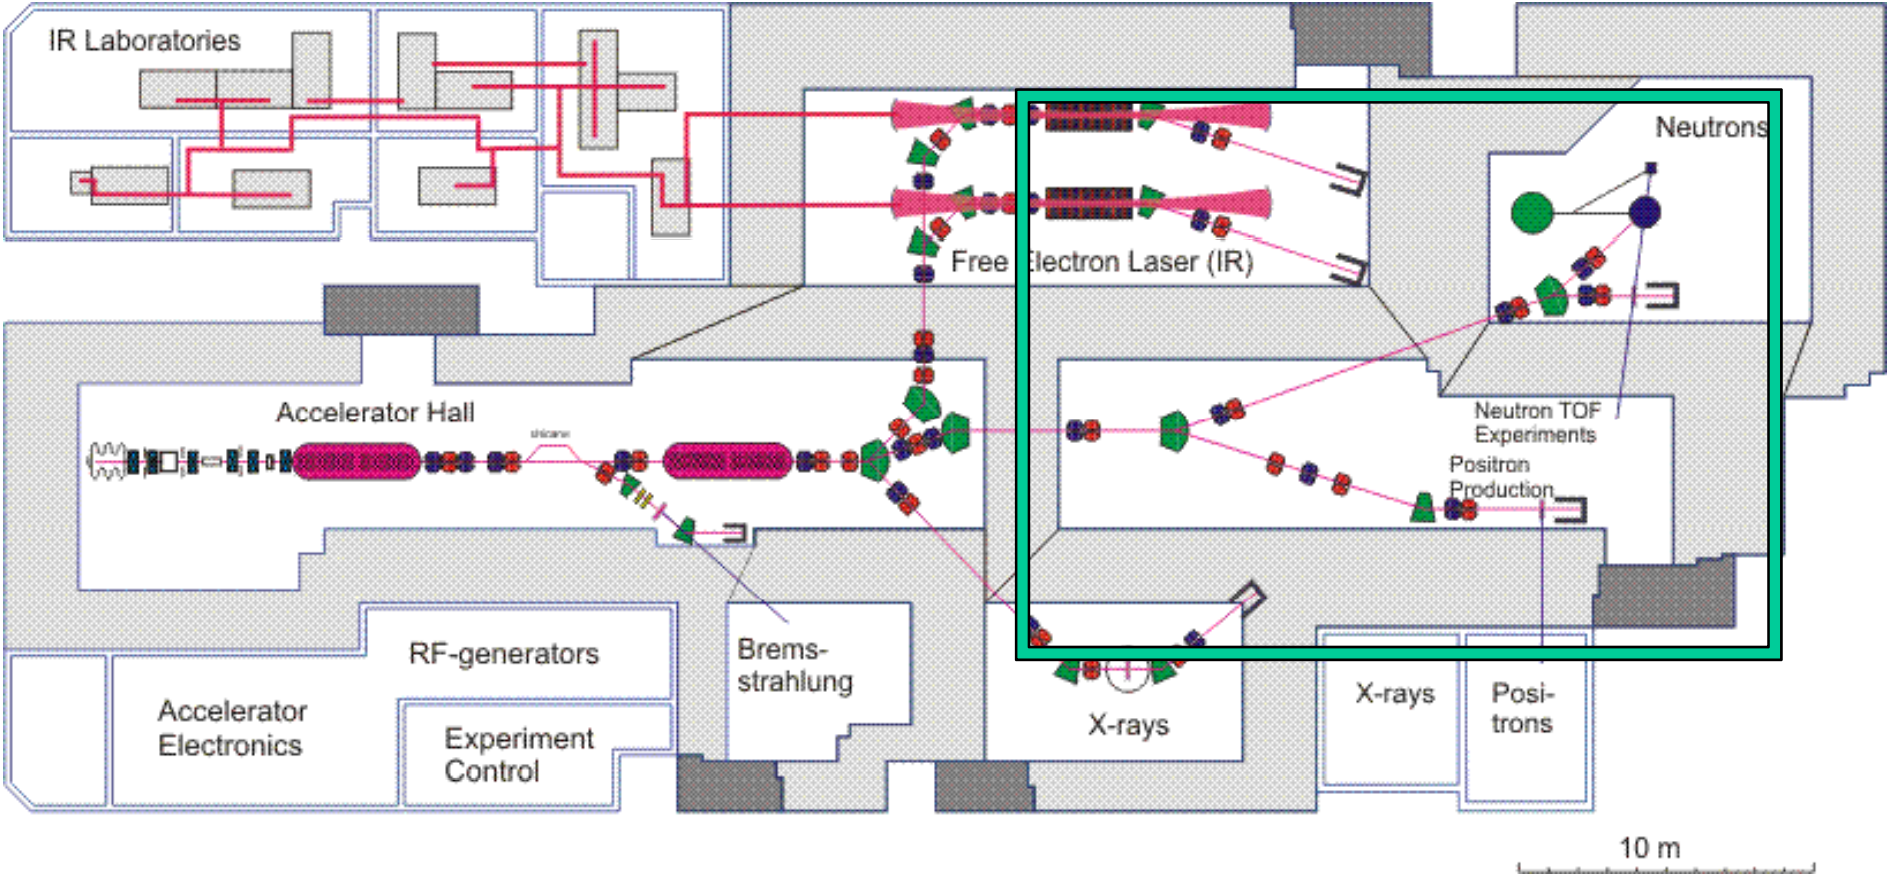 IR Laboratories
Neutrons
Free Electron Laser (IR)
Accelerator Hall
chicane
Neutron TOF
Experiments
Positron
Production
RF-generators
Brems-
strahlung
Accelerator
Electronics
Experiment
Control
X-rays
X-rays
Posi-
trons
10 m